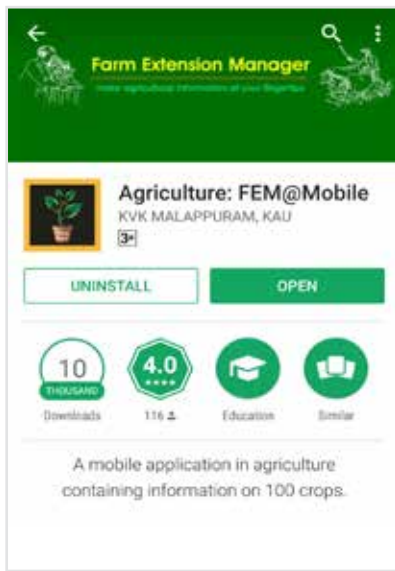 Farm Extension Manager
Agriculture: FEM@Mobile
KVK MALAPPURAM, KAU
3+
UNINSTALL
OPEN
10
THOUSAND
Downloads
4.0
116
Education
Similar
A mobile application in agriculture
containing information on 100 crops.